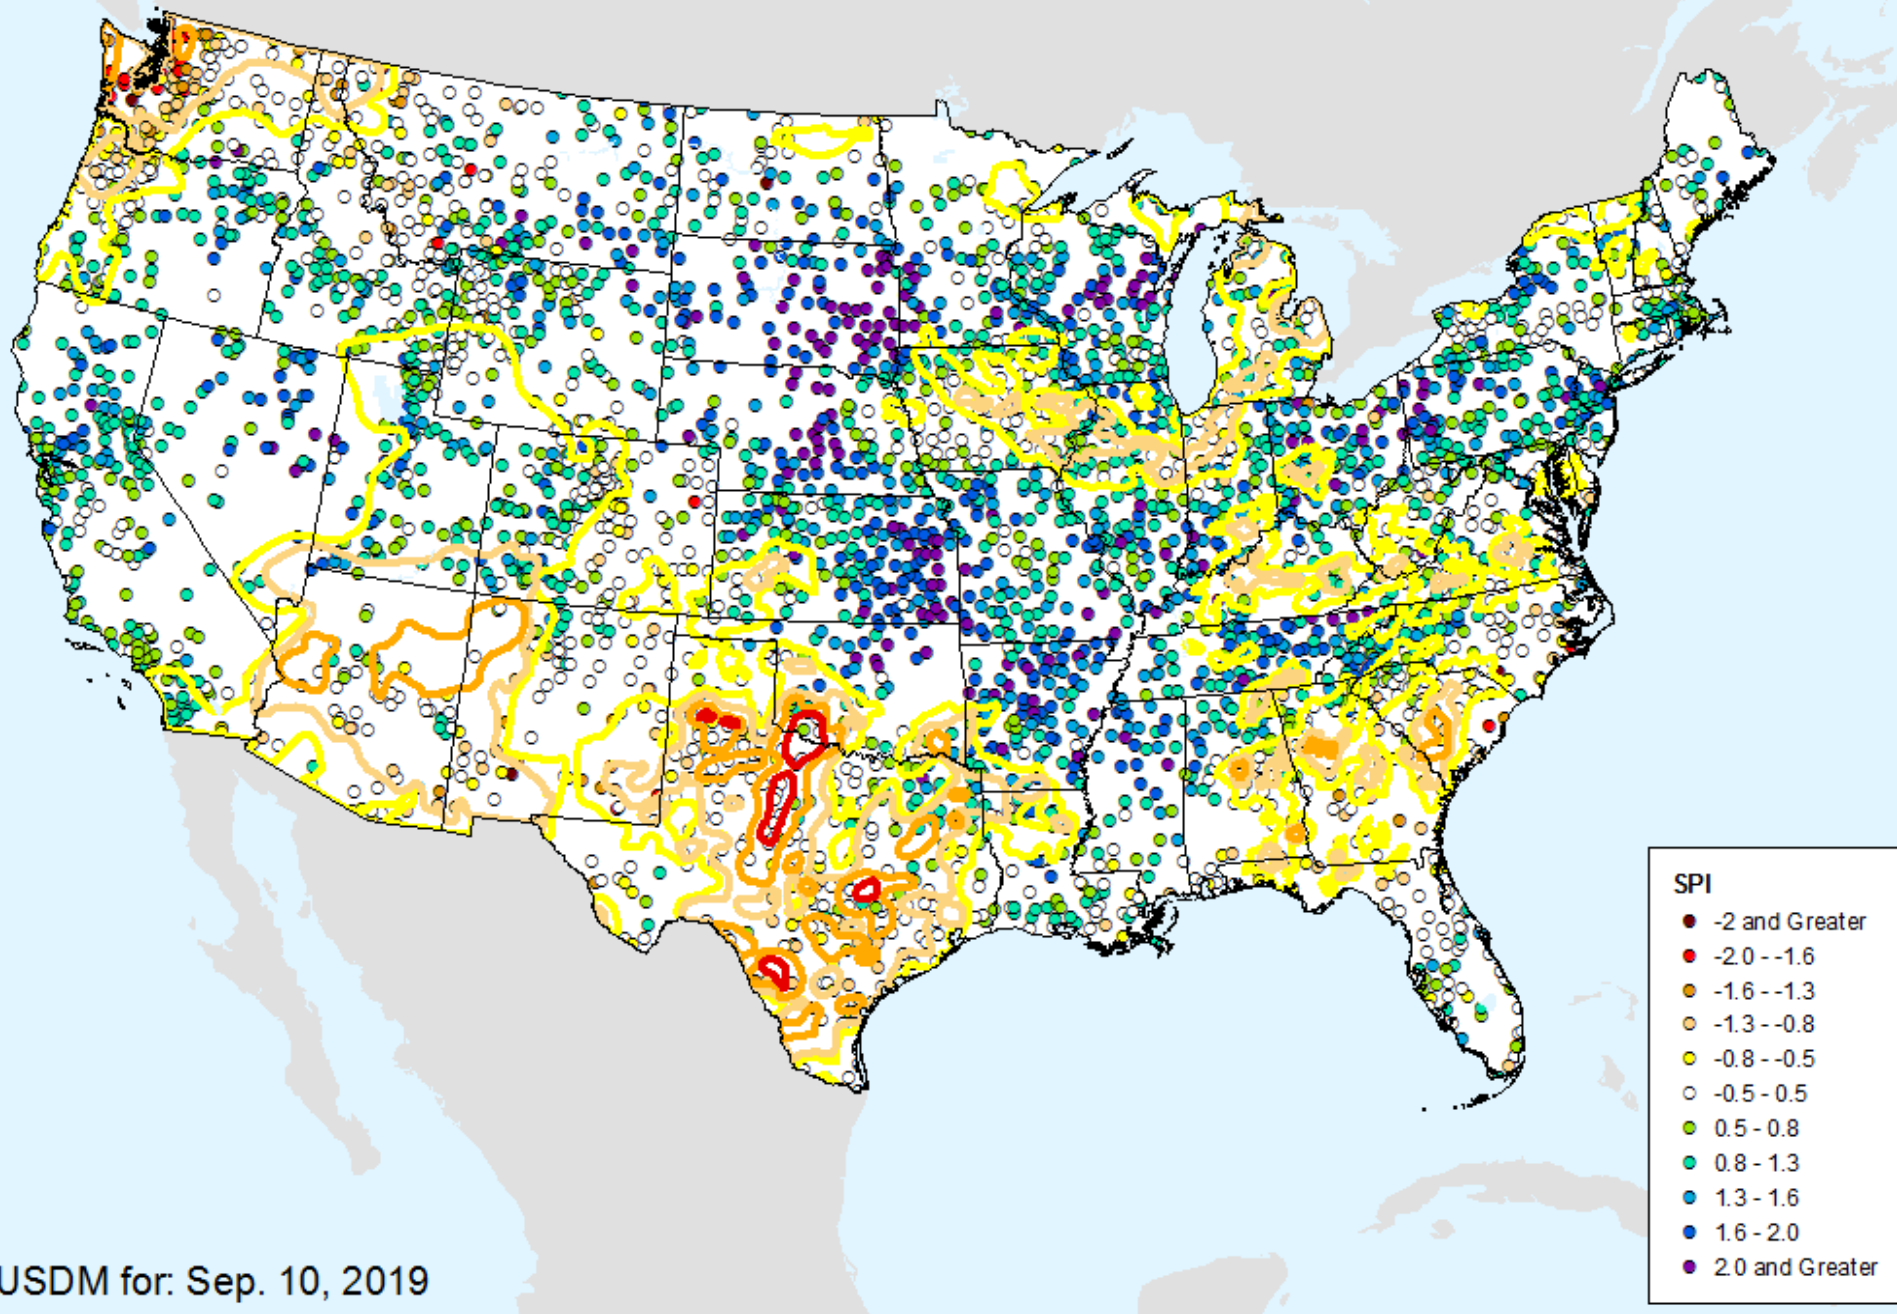 SPI
-2 and Greater
-2.0 - -1.6
-1.6 - -1.3
-1.3 - -0.8
-0.8 - -0.5
-0.5 - 0.5
0.5 - 0.8
0.8 - 1.3
1.3 - 1.6
1.6 - 2.0
2.0 and Greater
USDM for: Sep. 10, 2019